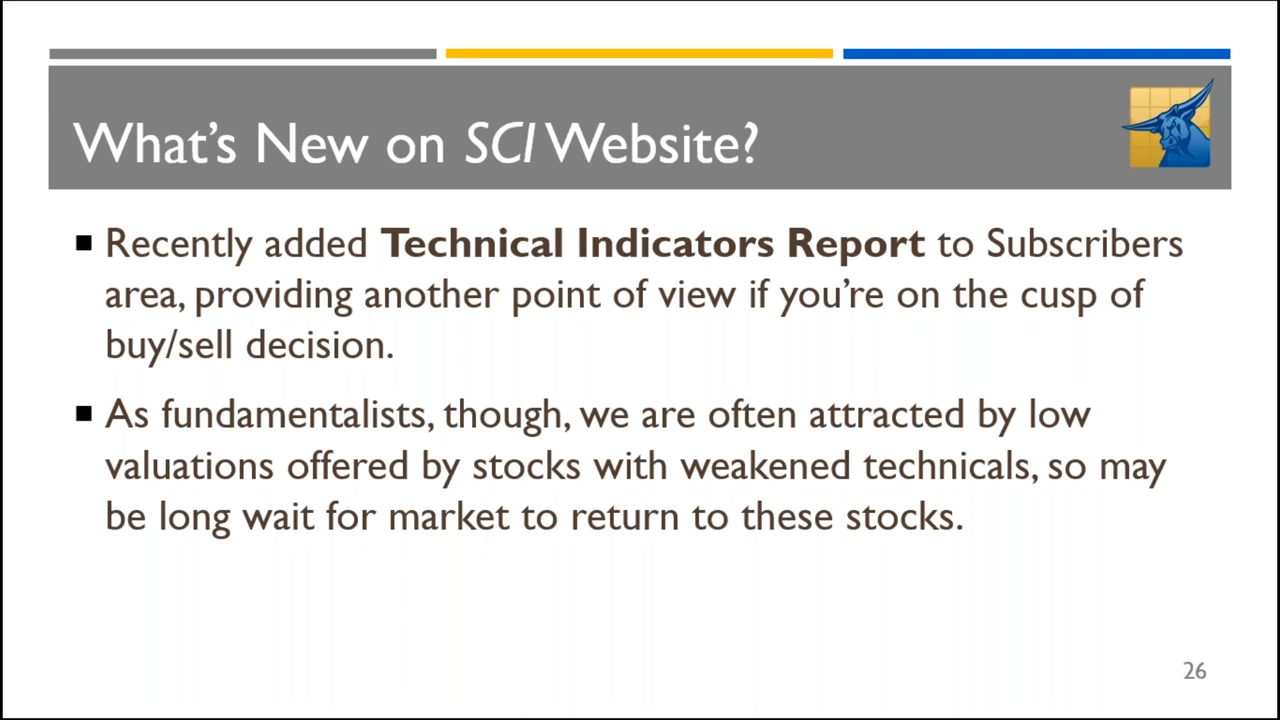 What’s New on SCI Website?
■ Recently added Technical Indicators Report to Subscribers
area, providing another point of view if you’re on the cusp of
buy/sell decision.
■ As fundamentalists, though, we are often attracted by low
valuations offered by stocks with weakened technicals, so may
be long wait for market to return to these stocks.
26